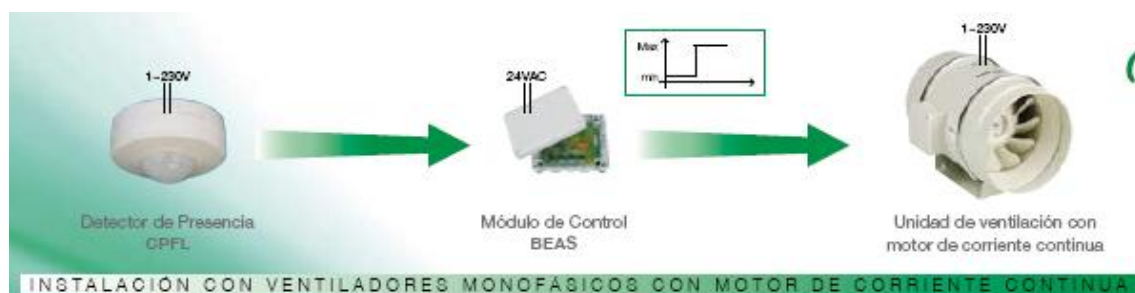 1~230V
Max
min
24VAC
1~230V
Detector de Presencia
CPFL
Módulo de Control
BEAS
Unidad de ventilación con
motor de corriente continua
INSTALACIÓN CON VENTILADORES MONOFÁSICOS CON MOTOR DE CORRIENTE CONTINUA